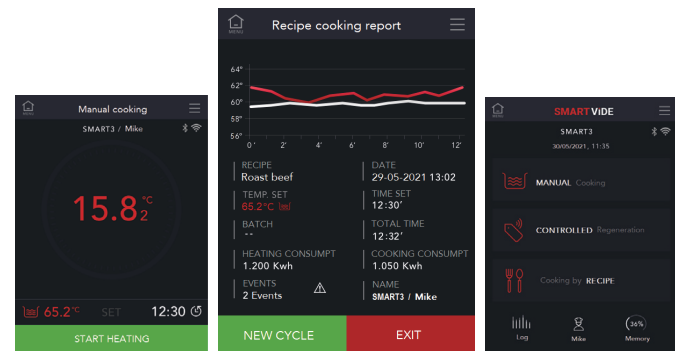 MENU
Manual cooking
SMART3 / Mike
15.8 2 °C
65.2°C SET 12:30
START HEATING
MENU
Recipe cooking report
64°
62°
60°
58°
56°
0' 2' 4' 6' 8' 10' 12'
RECIPE
Roast beef
DATE
29-05-2021 13:02
TEMP. SET
65.2°C
TIME SET
12:30'
BATCH
--
TOTAL TIME
12:32'
HEATING CONSUMPT
1.200 Kwh
COOKING CONSUMPT
1.050 Kwh
EVENTS
2 Events
NAME
SMART3 / Mike
NEW CYCLE
EXIT
MENU
SMARTVIDE
SMART3
30/05/2021, 11:35
MANUAL Cooking
CONTROLLED Regeneration
Cooking by RECIPE
Log
Mike
(36%)
Memory